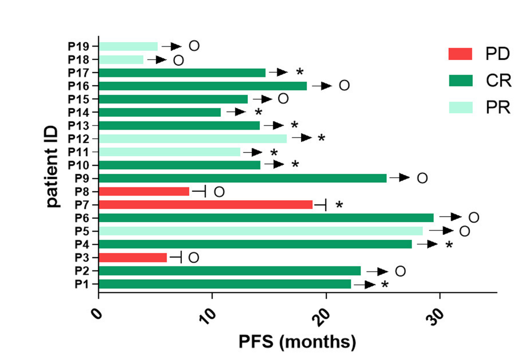 P19 O
P18 O
P17 *
P16 O
P15 O
P14 *
P13 *
P12 *
P11 *
P10 *
P9 O
P8 O
P7 *
P6 O
P5 O
P4 *
P3 O
P2 O
P1 *
patient ID
0 10 20 30
PFS (months)
PD
CR
PR